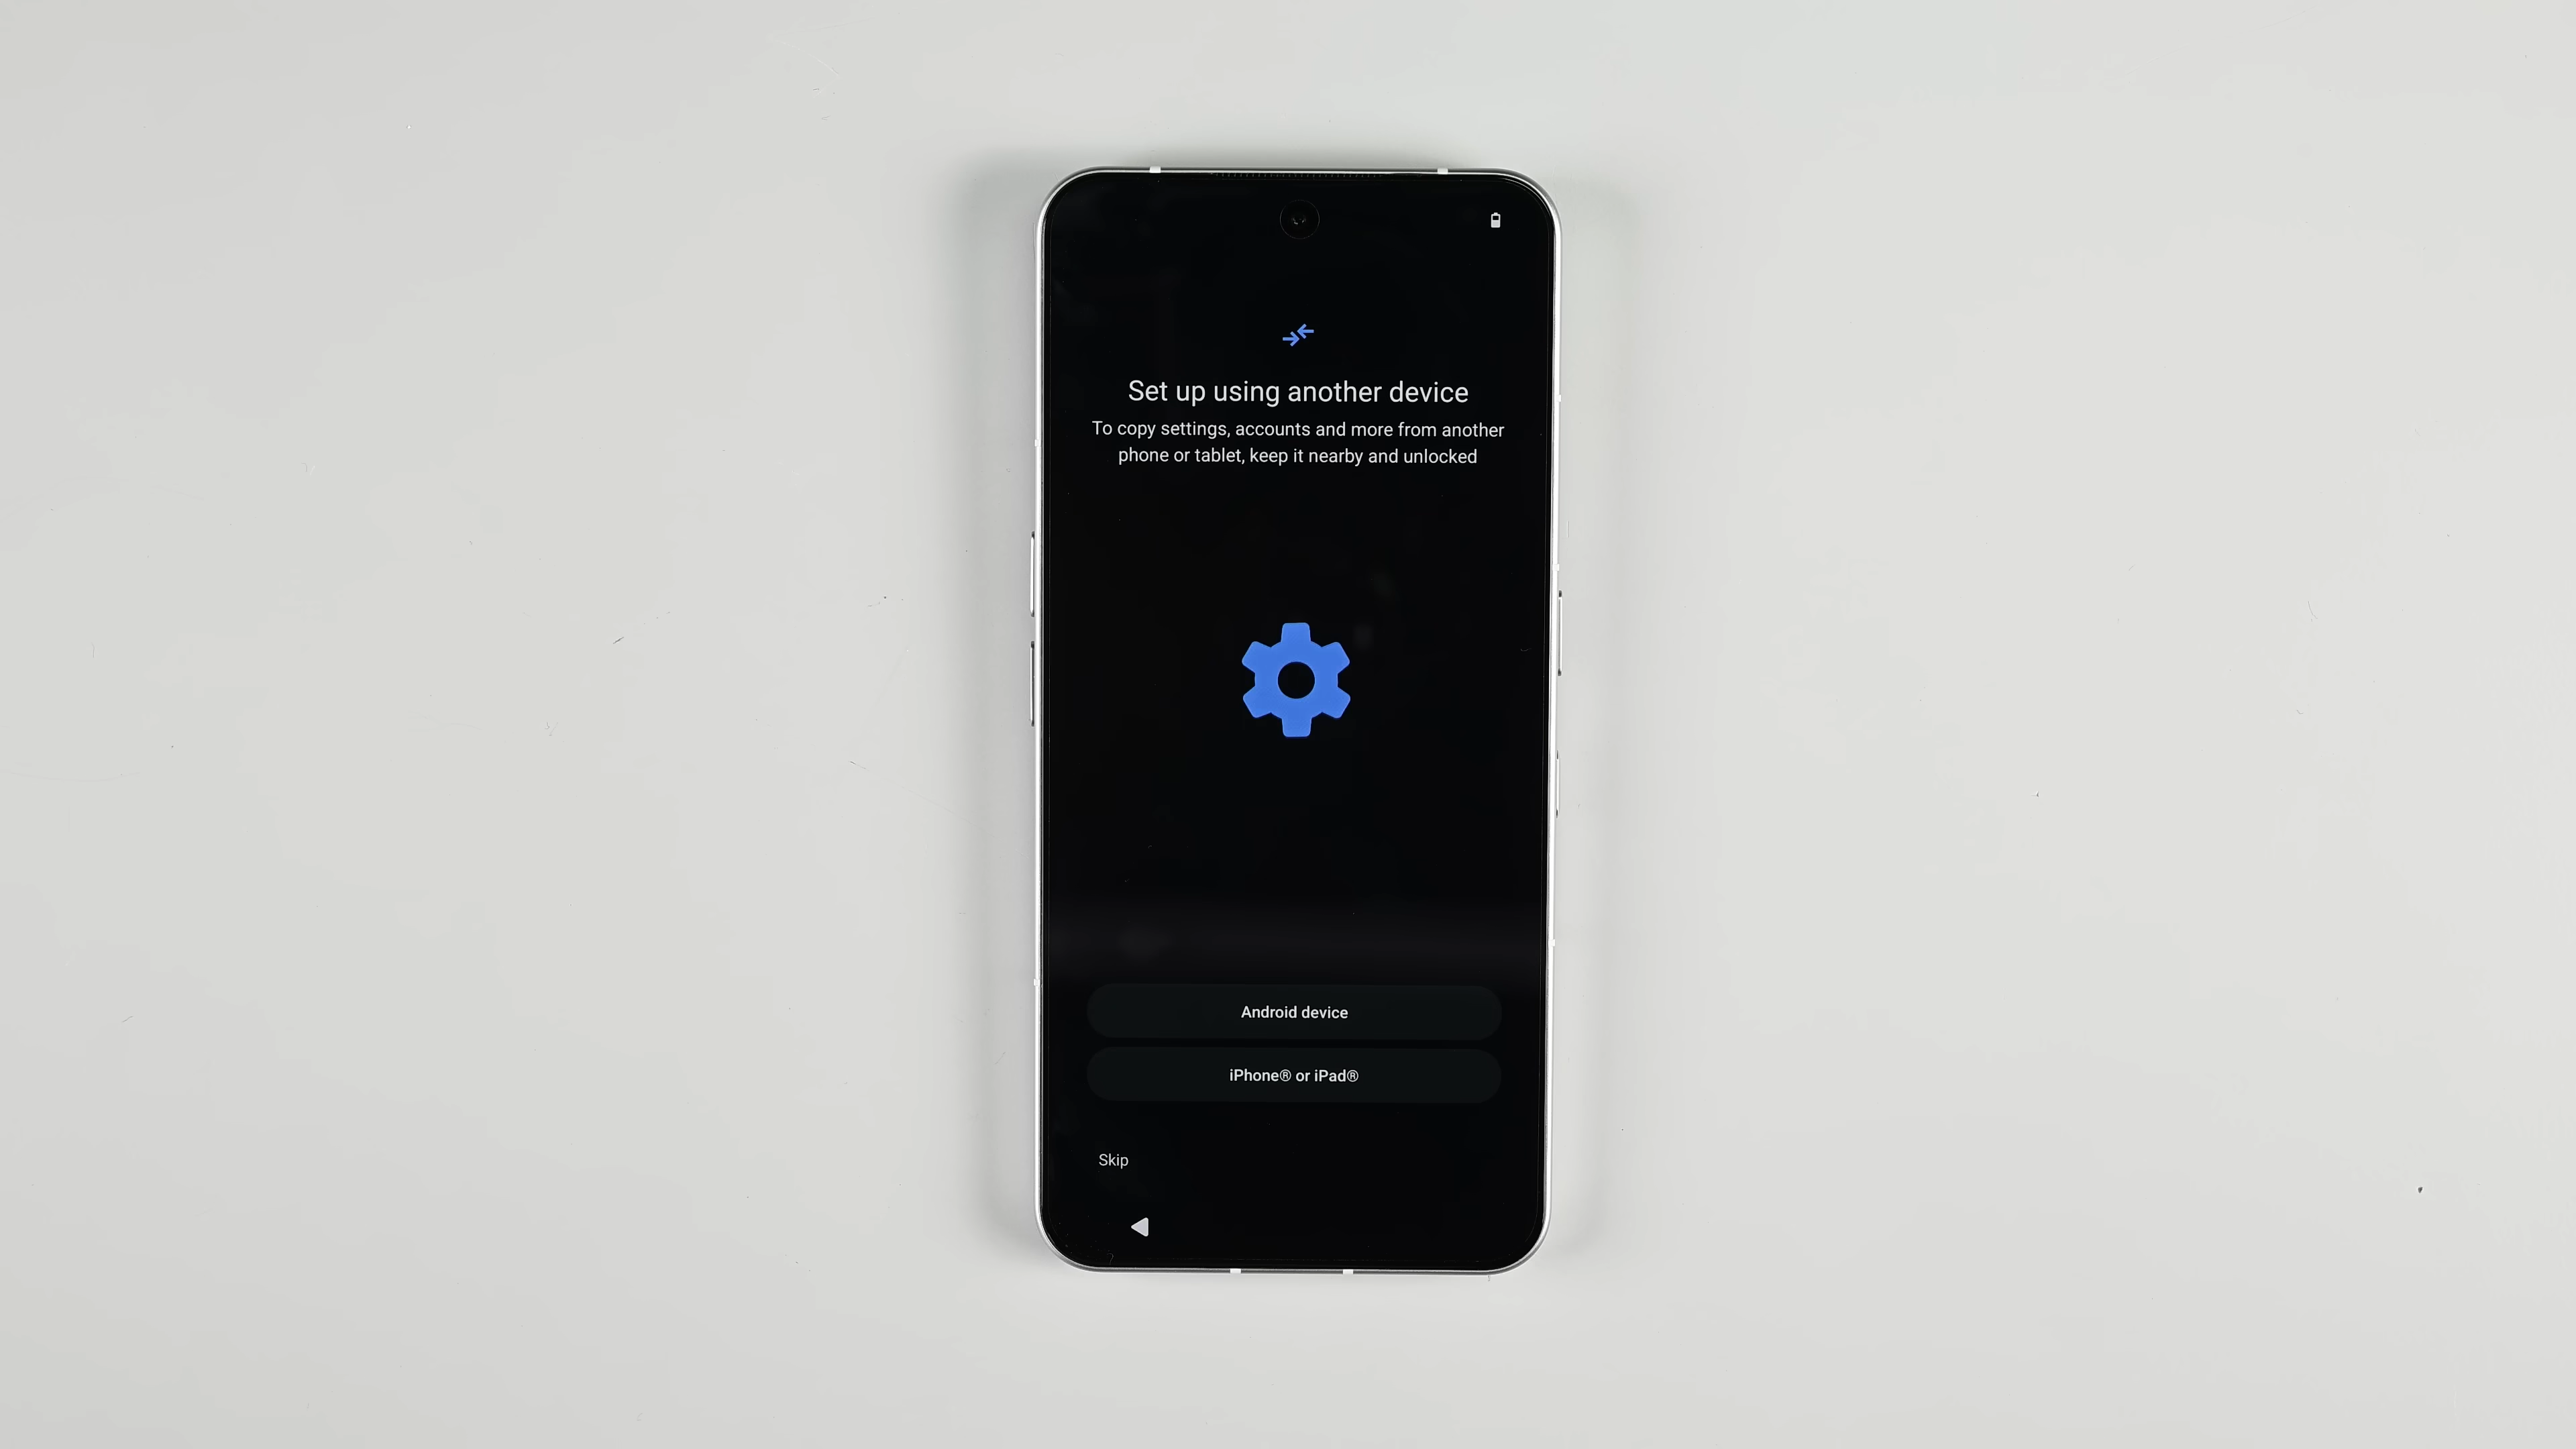 Set up using another device
To copy settings, accounts and more from another
phone or tablet, keep it nearby and unlocked
Android device
iPhone® or iPad®
Skip